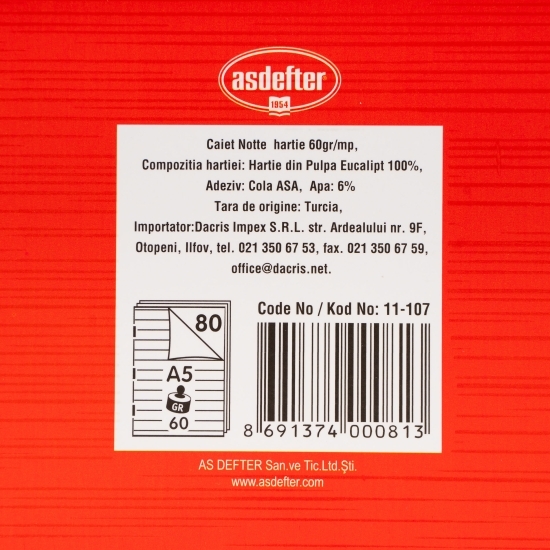 asdefter
1954
Caiet Notte hartie 60gr/mp,
Compozitia hartiei: Hartie din Pulpa Eucalipt 100%,
Adeziv: Cola ASA, Apa: 6%
Tara de origine: Turcia,
Importator:Dacris Impex S.R.L. str. Ardealului nr. 9F,
Otopeni, Ilfov, tel. 021 350 67 53, fax. 021 350 67 59,
office@dacris.net.
Code No / Kod No: 11-107
80
A5
GR
60
8 691374 000813
AS DEFTER San.ve Tic.Ltd.Şti.
www.asdefter.com